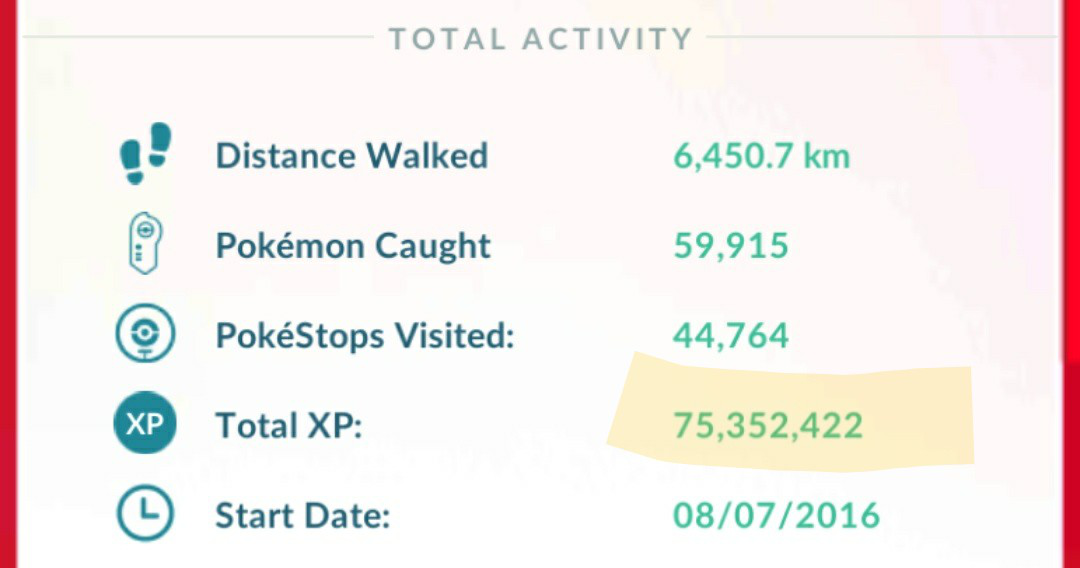 TOTAL ACTIVITY
Distance Walked 6,450.7 km
Pokémon Caught 59,915
PokéStops Visited: 44,764
XP Total XP: 75,352,422
Start Date: 08/07/2016